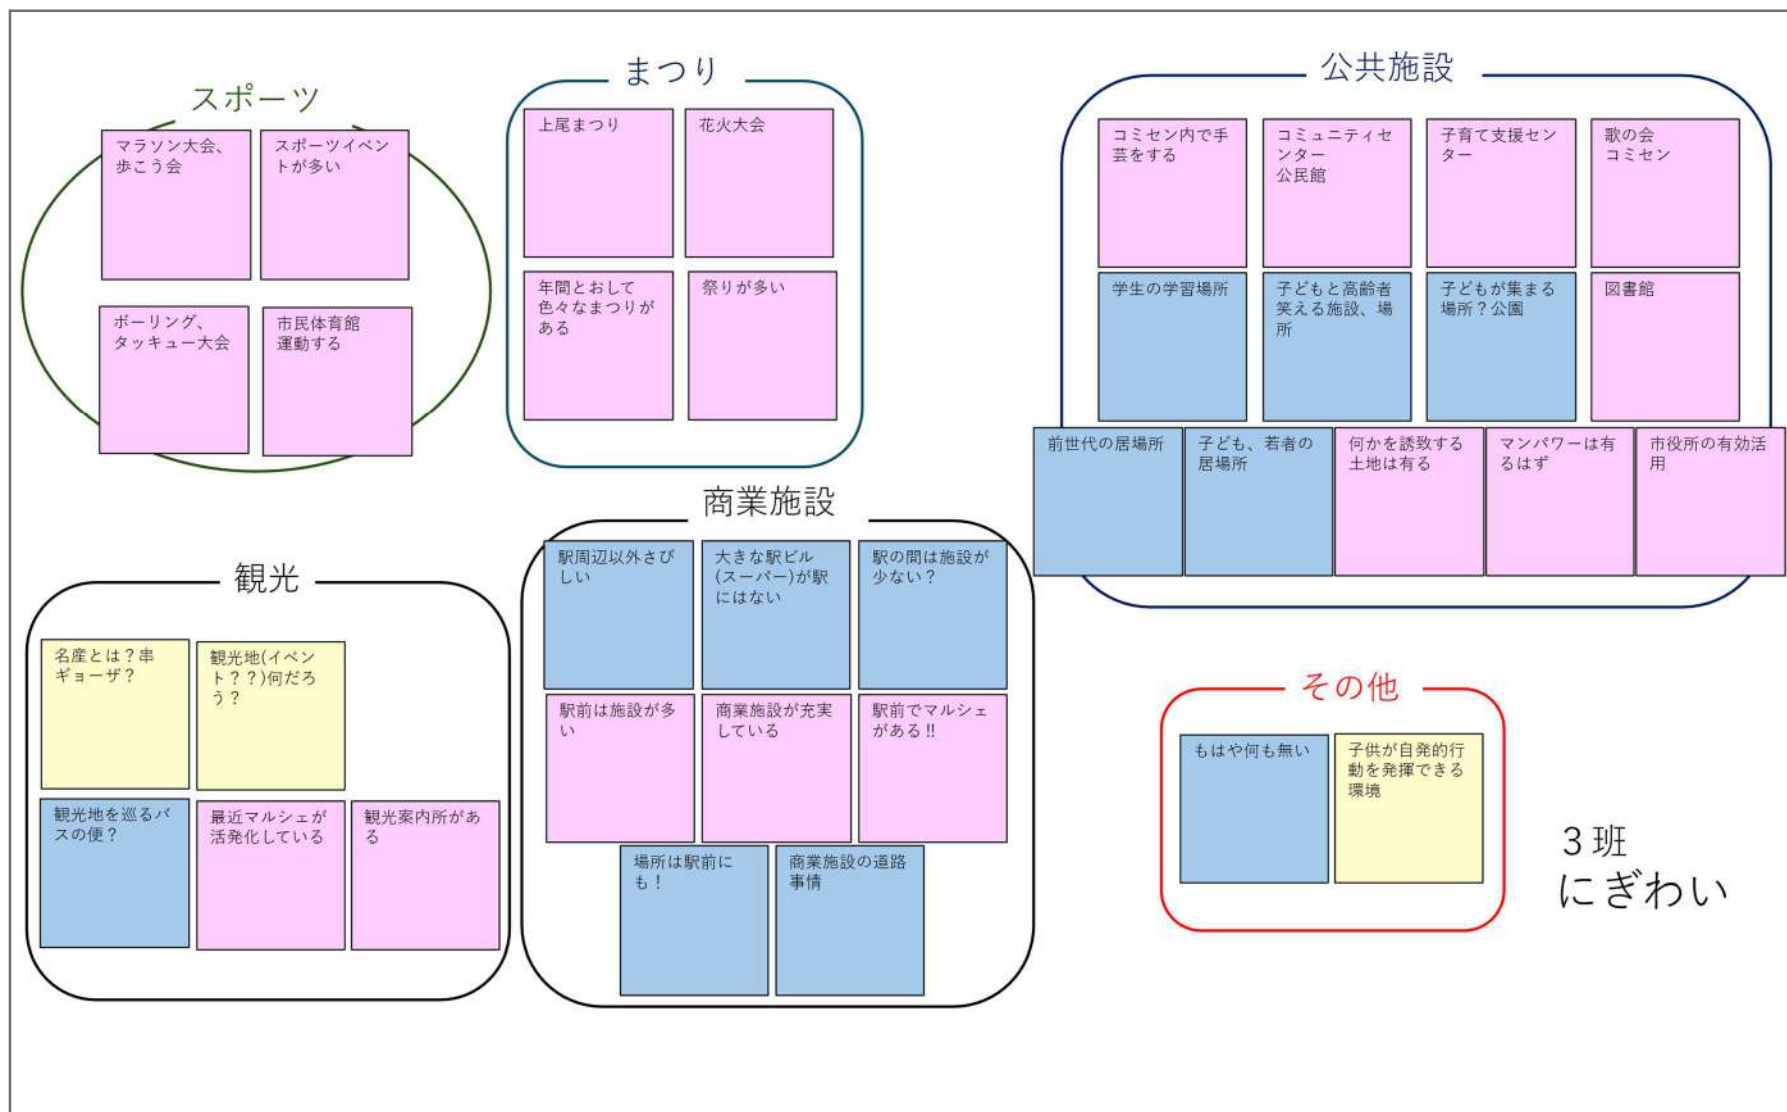 スポーツ
マラソン大会、
歩こう会
スポーツイベン
トが多い
ボーリング、
タッキュー大会
市民体育館
運動する
まつり
上尾まつり
花火大会
年間とおして
色々なまつりが
ある
祭りが多い
公共施設
コミセン内で手
芸をする
コミュニティセ
ンター
公民館
子育て支援セン
ター
歌の会
コミセン
学生の学習場所
子どもと高齢者
笑える施設、場
所
子どもが集まる
場所？公園
図書館
前世代の居場所
子ども、若者の
居場所
何かを誘致する
土地は有る
マンパワーは有
るはず
市役所の有効活
用
観光
名産とは？串
ギョーザ？
観光地(イベン
ト？？)何だろ
う？
観光地を巡るバ
スの便？
最近マルシェが
活発化している
観光案内所があ
る
商業施設
駅周辺以外さび
しい
大きな駅ビル
(スーパー)が駅
にはない
駅の間は施設が
少ない？
駅前は施設が多
い
商業施設が充実
している
駅前でマルシェ
がある‼
場所は駅前に
も！
商業施設の道路
事情
その他
もはや何も無い
子供が自発的行
動を発揮できる
環境
３班
にぎわい